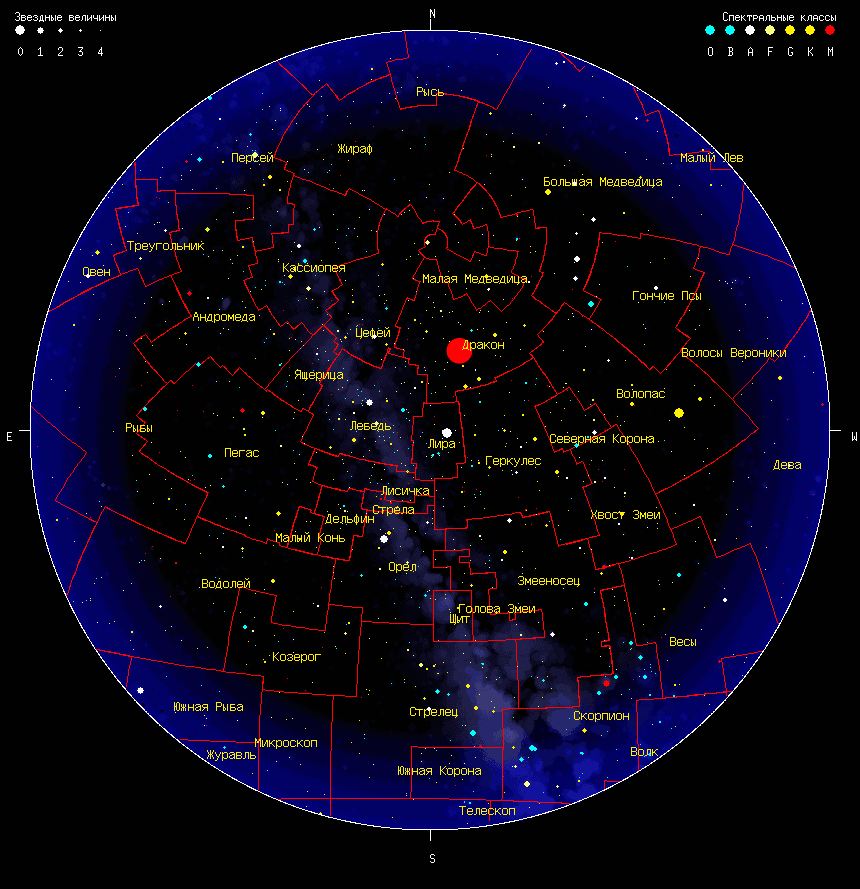 N
Звездные величины
Спектральные классы
0 1 2 3 4
O B A F G K M
Рысь
Жираф
Персей
Малый Лев
Большая Медведица
Треугольник
Кассиопея
Овен
Малая Медведица
Гончие Псы
Андромеда
Цефей
Дракон
Волосы Вероники
Ящерица
Волопас
Рыбы
Лебедь
E
W
Лира
Северная Корона
Пегас
Геркулес
Дева
Лисичка
Стрела
Дельфин
Хвост Змеи
Малый Конь
Орел
Водолей
Змееносец
Голова Змеи
Щит
Весы
Козерог
Южная Рыба
Стрелец
Скорпион
Микроскоп
Журавль
Волк
Южная Корона
Телескоп
S